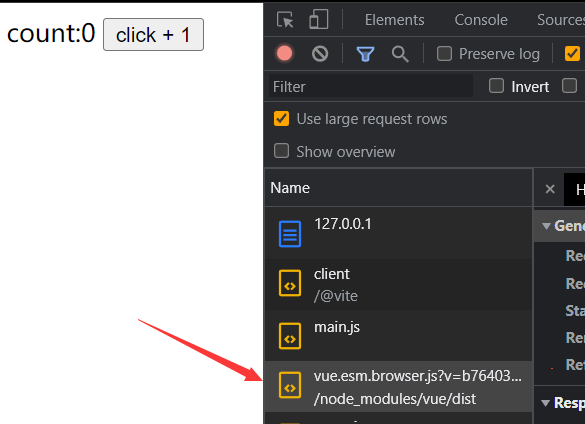 count:0 click + 1
Elements Console Sources
Preserve log
Filter
Invert
Use large request rows
Show overview
Name
127.0.0.1
client
/@vite
main.js
vue.esm.browser.js?v=b76403...
/node_modules/vue/dist
× H
Gene
Rec
Rec
Sta
Rer
Ref
Resp